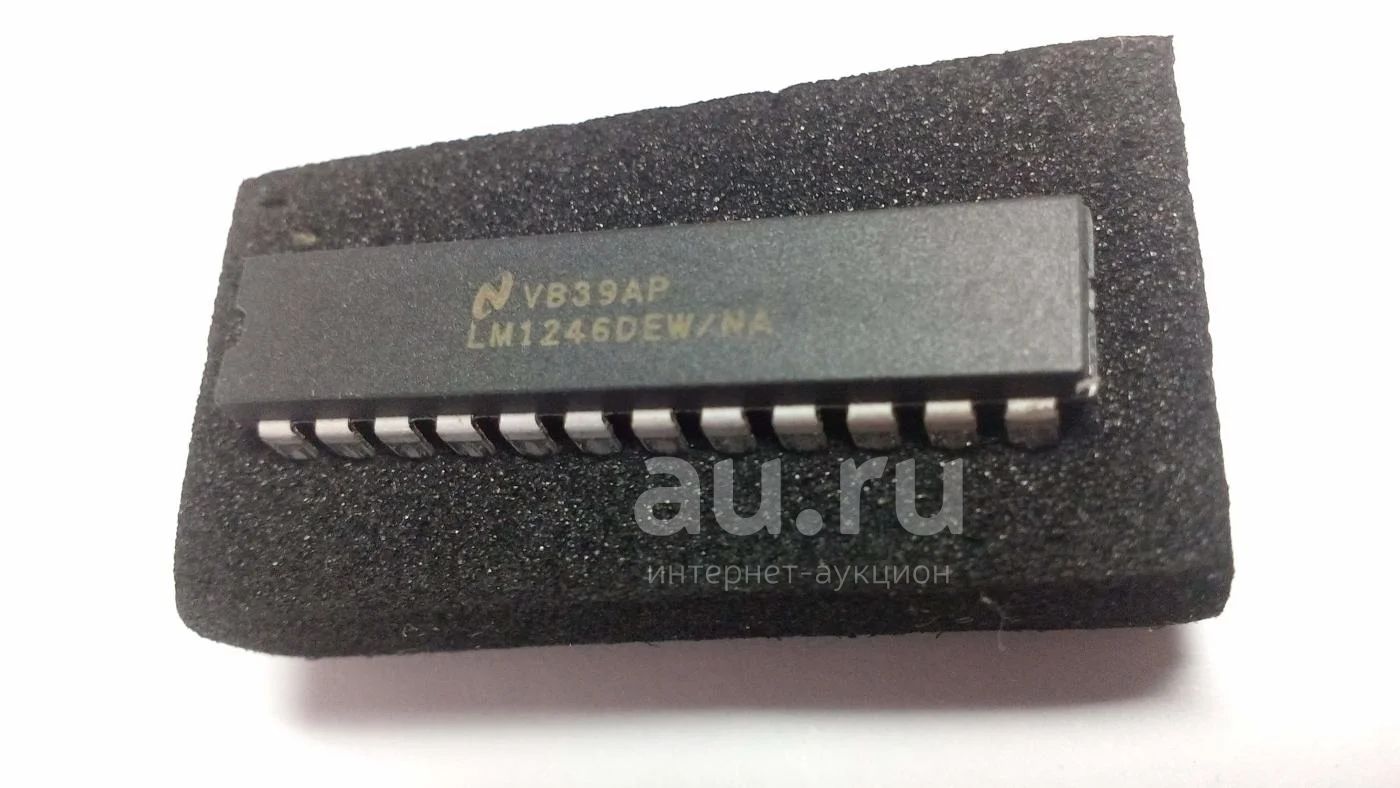 VB39AP
LM1246DEW/NA
au.ru
интернет-аукцион